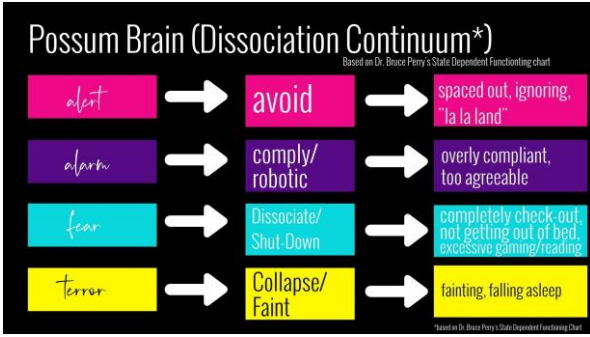 Possum Brain (Dissociation Continuum*)
Based on Dr. Bruce Perry's State Dependent Functionting chart
alert
avoid
spaced out, ignoring,
"la la land"
alarm
comply/
robotic
overly compliant,
too agreeable
fear
Dissociate/
Shut-Down
completely check-out,
not getting out of bed,
excessive gaming/reading
terror
Collapse/
Faint
fainting, falling asleep
*based on Dr. Bruce Perry's State Dependent Functioning Chart